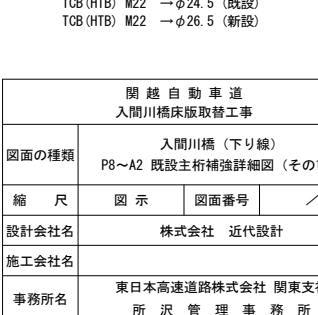 TCB(HTB) M22 →φ24.5 (既設)
TCB(HTB) M22 →φ26.5 (新設)
関越自動車道
入間川橋床版取替工事
図面の種類
入間川橋（下り線）
P8～A2 既設主桁補強詳細図（その
縮 尺 図 示 図面番号 ／
設計会社名 株式会社 近代設計
施工会社名
事務所名
東日本高速道路株式会社 関東支
所沢管理事務所